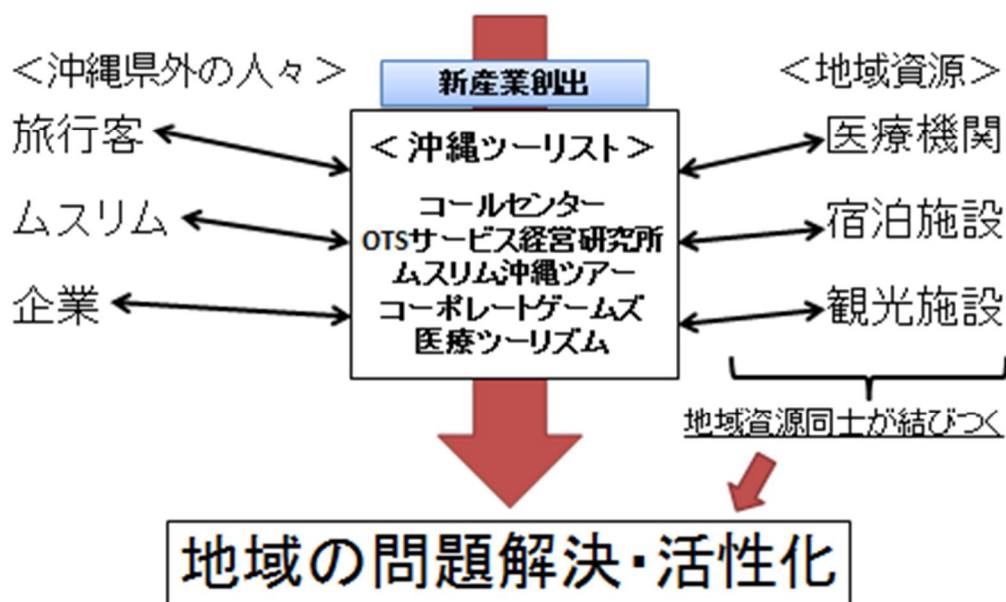 新産業創出
＜沖縄県外の人々＞
旅行客
ムスリム
企業
＜沖縄ツーリスト＞
コールセンター
OTSサービス経営研究所
ムスリム沖縄ツアー
コーポレートゲームズ
医療ツーリズム
＜地域資源＞
医療機関
宿泊施設
観光施設
地域資源同士が結びつく
地域の問題解決・活性化